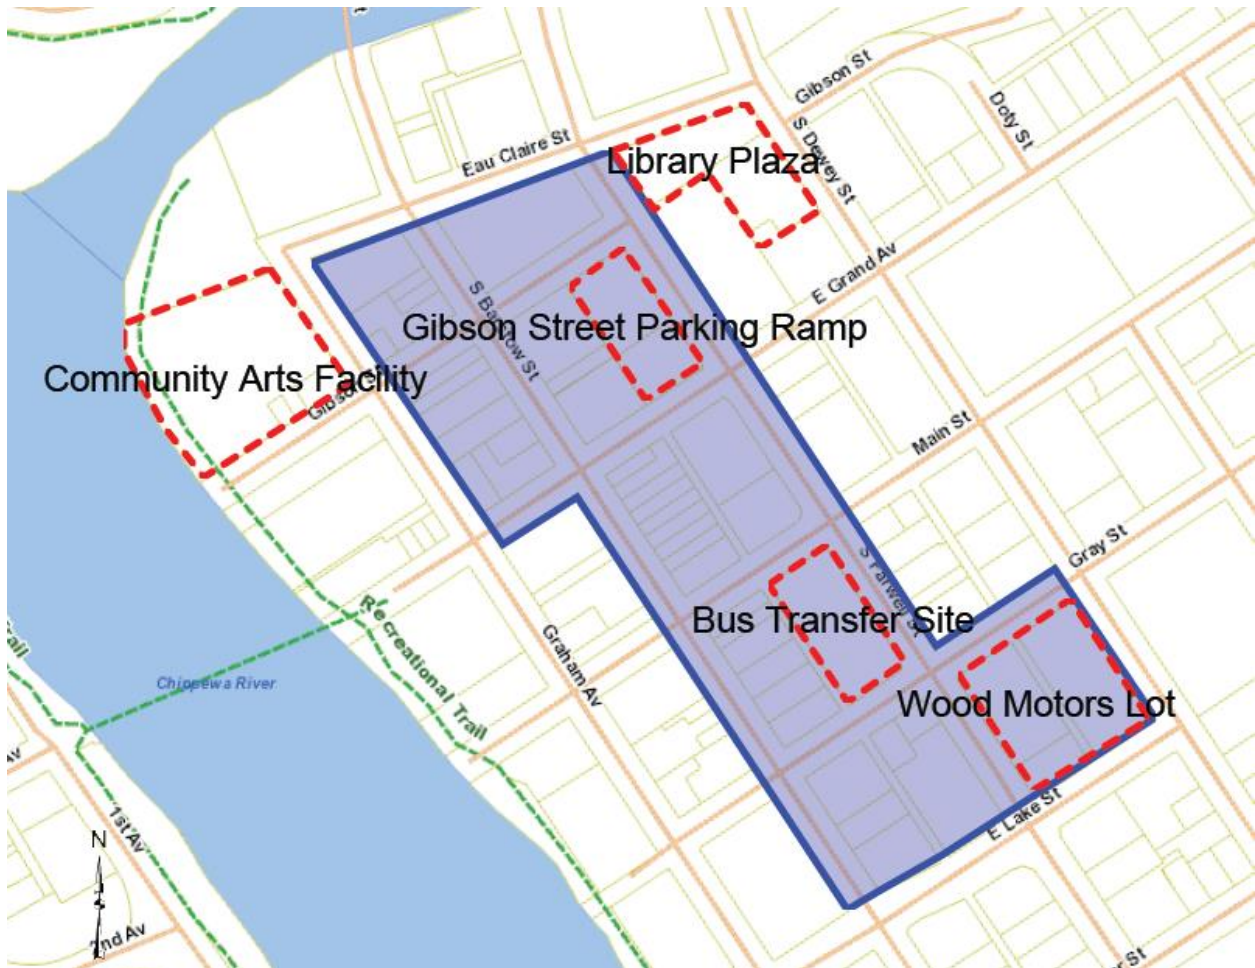 Gibson St
Doty St
S Dewey St
Eau Claire St
Library Plaza
E Grand Av
S Barstow St
Gibson Street Parking Ramp
Community Arts Facility
Main St
Gray St
S Farwell St
Bus Transfer Site
Recreational Trail
Graham Av
Chippewa River
Wood Motors Lot
E Lake St
1st Av
N
S
2nd Av